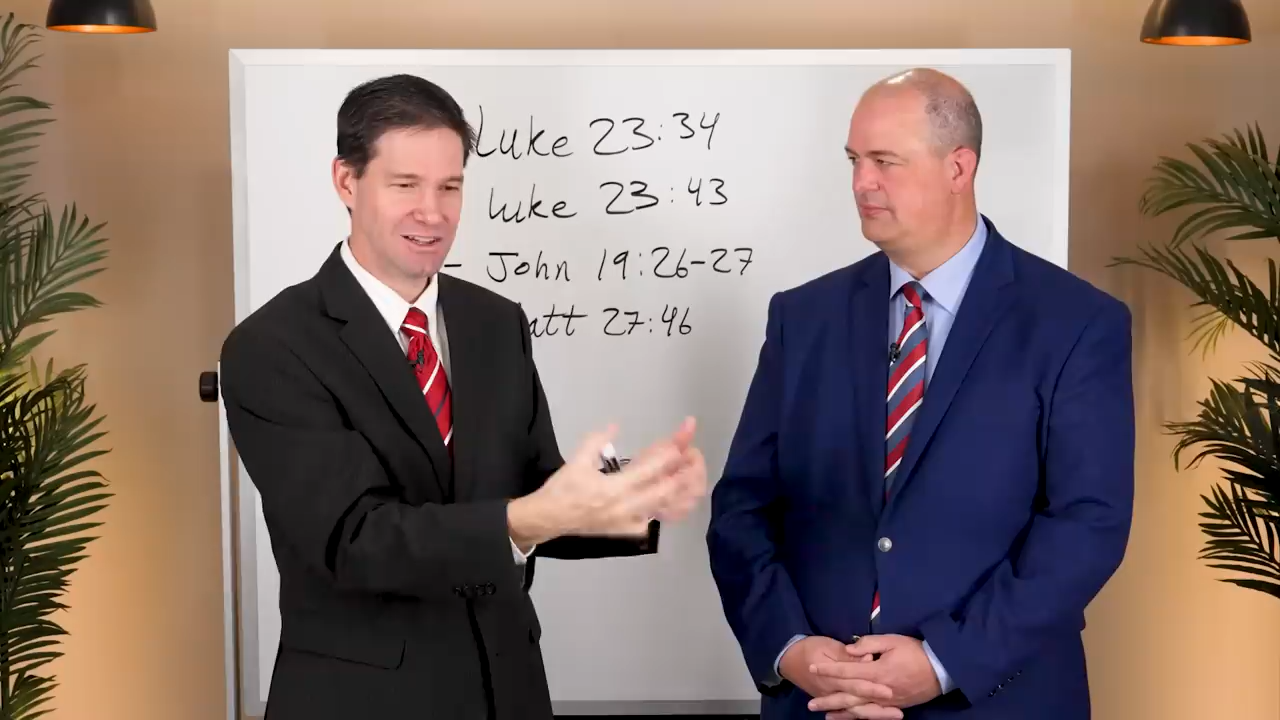 Luke 23:34
Luke 23:43
- John 19:26-27
att 27:46